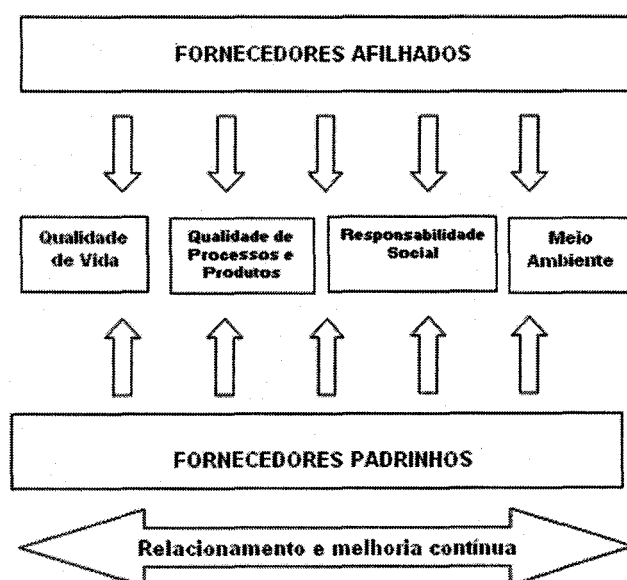 FORNECEDORES AFILHADOS
Qualidade
de Vida
Qualidade de
Processos e
Produtos
Responsabilidade
Social
Meio
Ambiente
FORNECEDORES PADRINHOS
Relacionamento e melhoria contínua